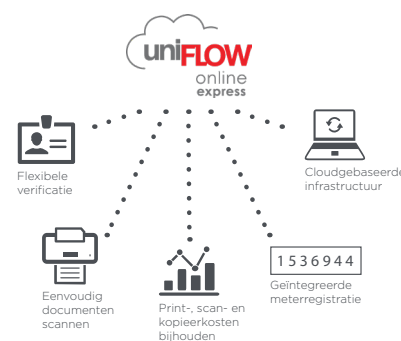 uniFLOW
online
express
Flexibele
verificatie
Cloudgebaseerde
infrastructuur
Eenvoudig
documenten
scannen
Print-, scan- en
kopieerkosten
bijhouden
1536944
Geïntegreerde
meterregistratie